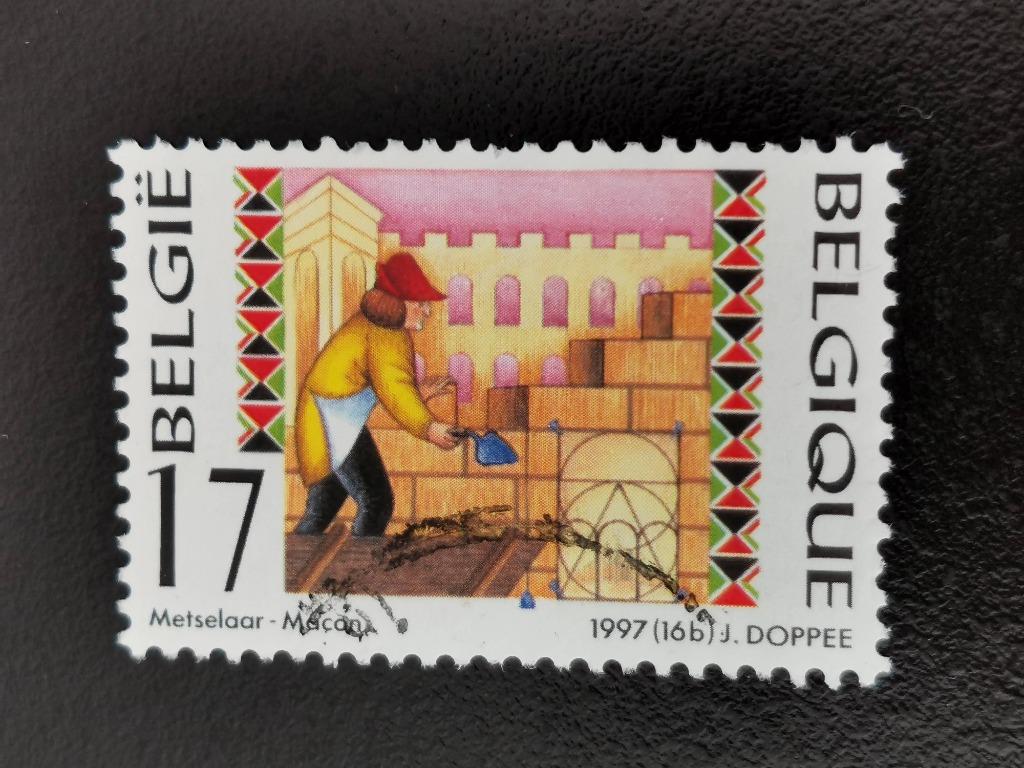 BELGIË
17
BELGIQUE
Metselaar - Maçon
1997 (16b) J. DOPPEE